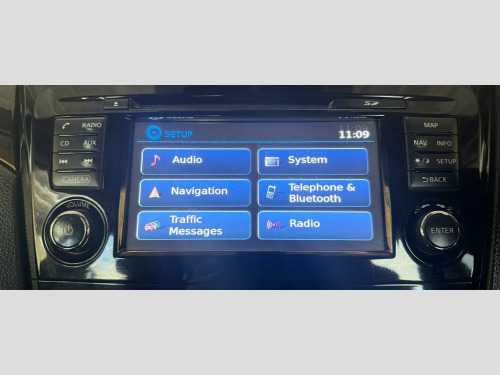 SETUP
11:09
Audio
System
Navigation
Telephone &
Bluetooth
Traffic
Messages
Radio
RADIO
CD
AUX
CAMERA
VOLUME
SD
MAP
NAV
INFO
SETUP
BACK
ENTER